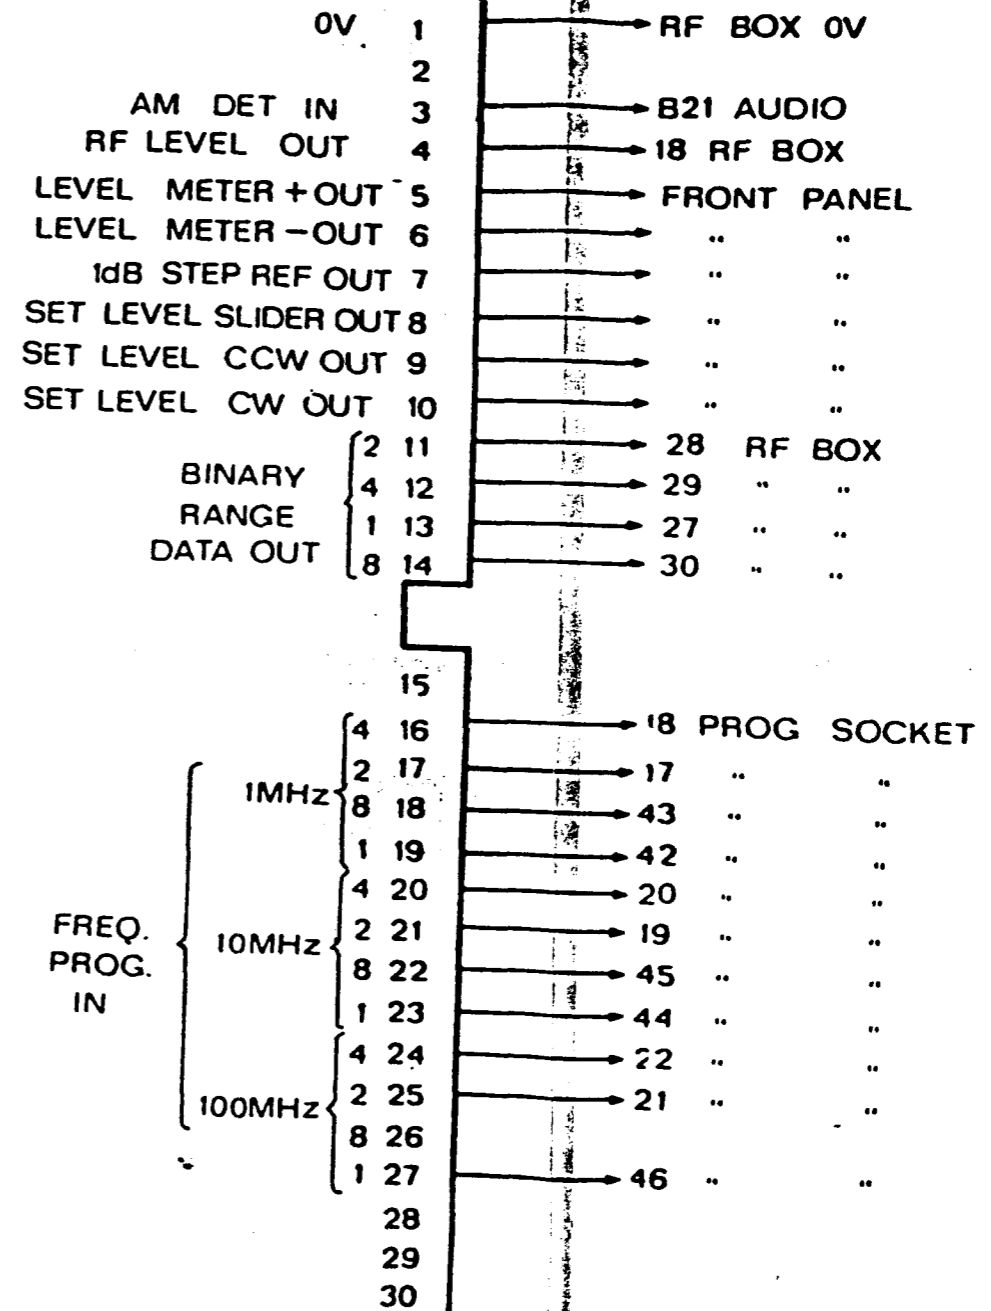 0V 1 RF BOX 0V
2
AM DET IN 3 B21 AUDIO
RF LEVEL OUT 4 18 RF BOX
LEVEL METER + OUT 5 FRONT PANEL
LEVEL METER - OUT 6 " "
1dB STEP REF OUT 7 " "
SET LEVEL SLIDER OUT 8 " "
SET LEVEL CCW OUT 9 " "
SET LEVEL CW OUT 10 " "
BINARY RANGE DATA OUT
2 11 28 RF BOX
4 12 29 " "
1 13 27 " "
8 14 30 " "
15
FREQ. PROG. IN
1MHz
4 16 18 PROG SOCKET
2 17 17 " "
8 18 43 " "
1 19 42 " "
10MHz
4 20 20 " "
2 21 19 " "
8 22 45 " "
1 23 44 " "
100MHz
4 24 22 " "
2 25 21 " "
8 26
1 27 46 " "
28
29
30